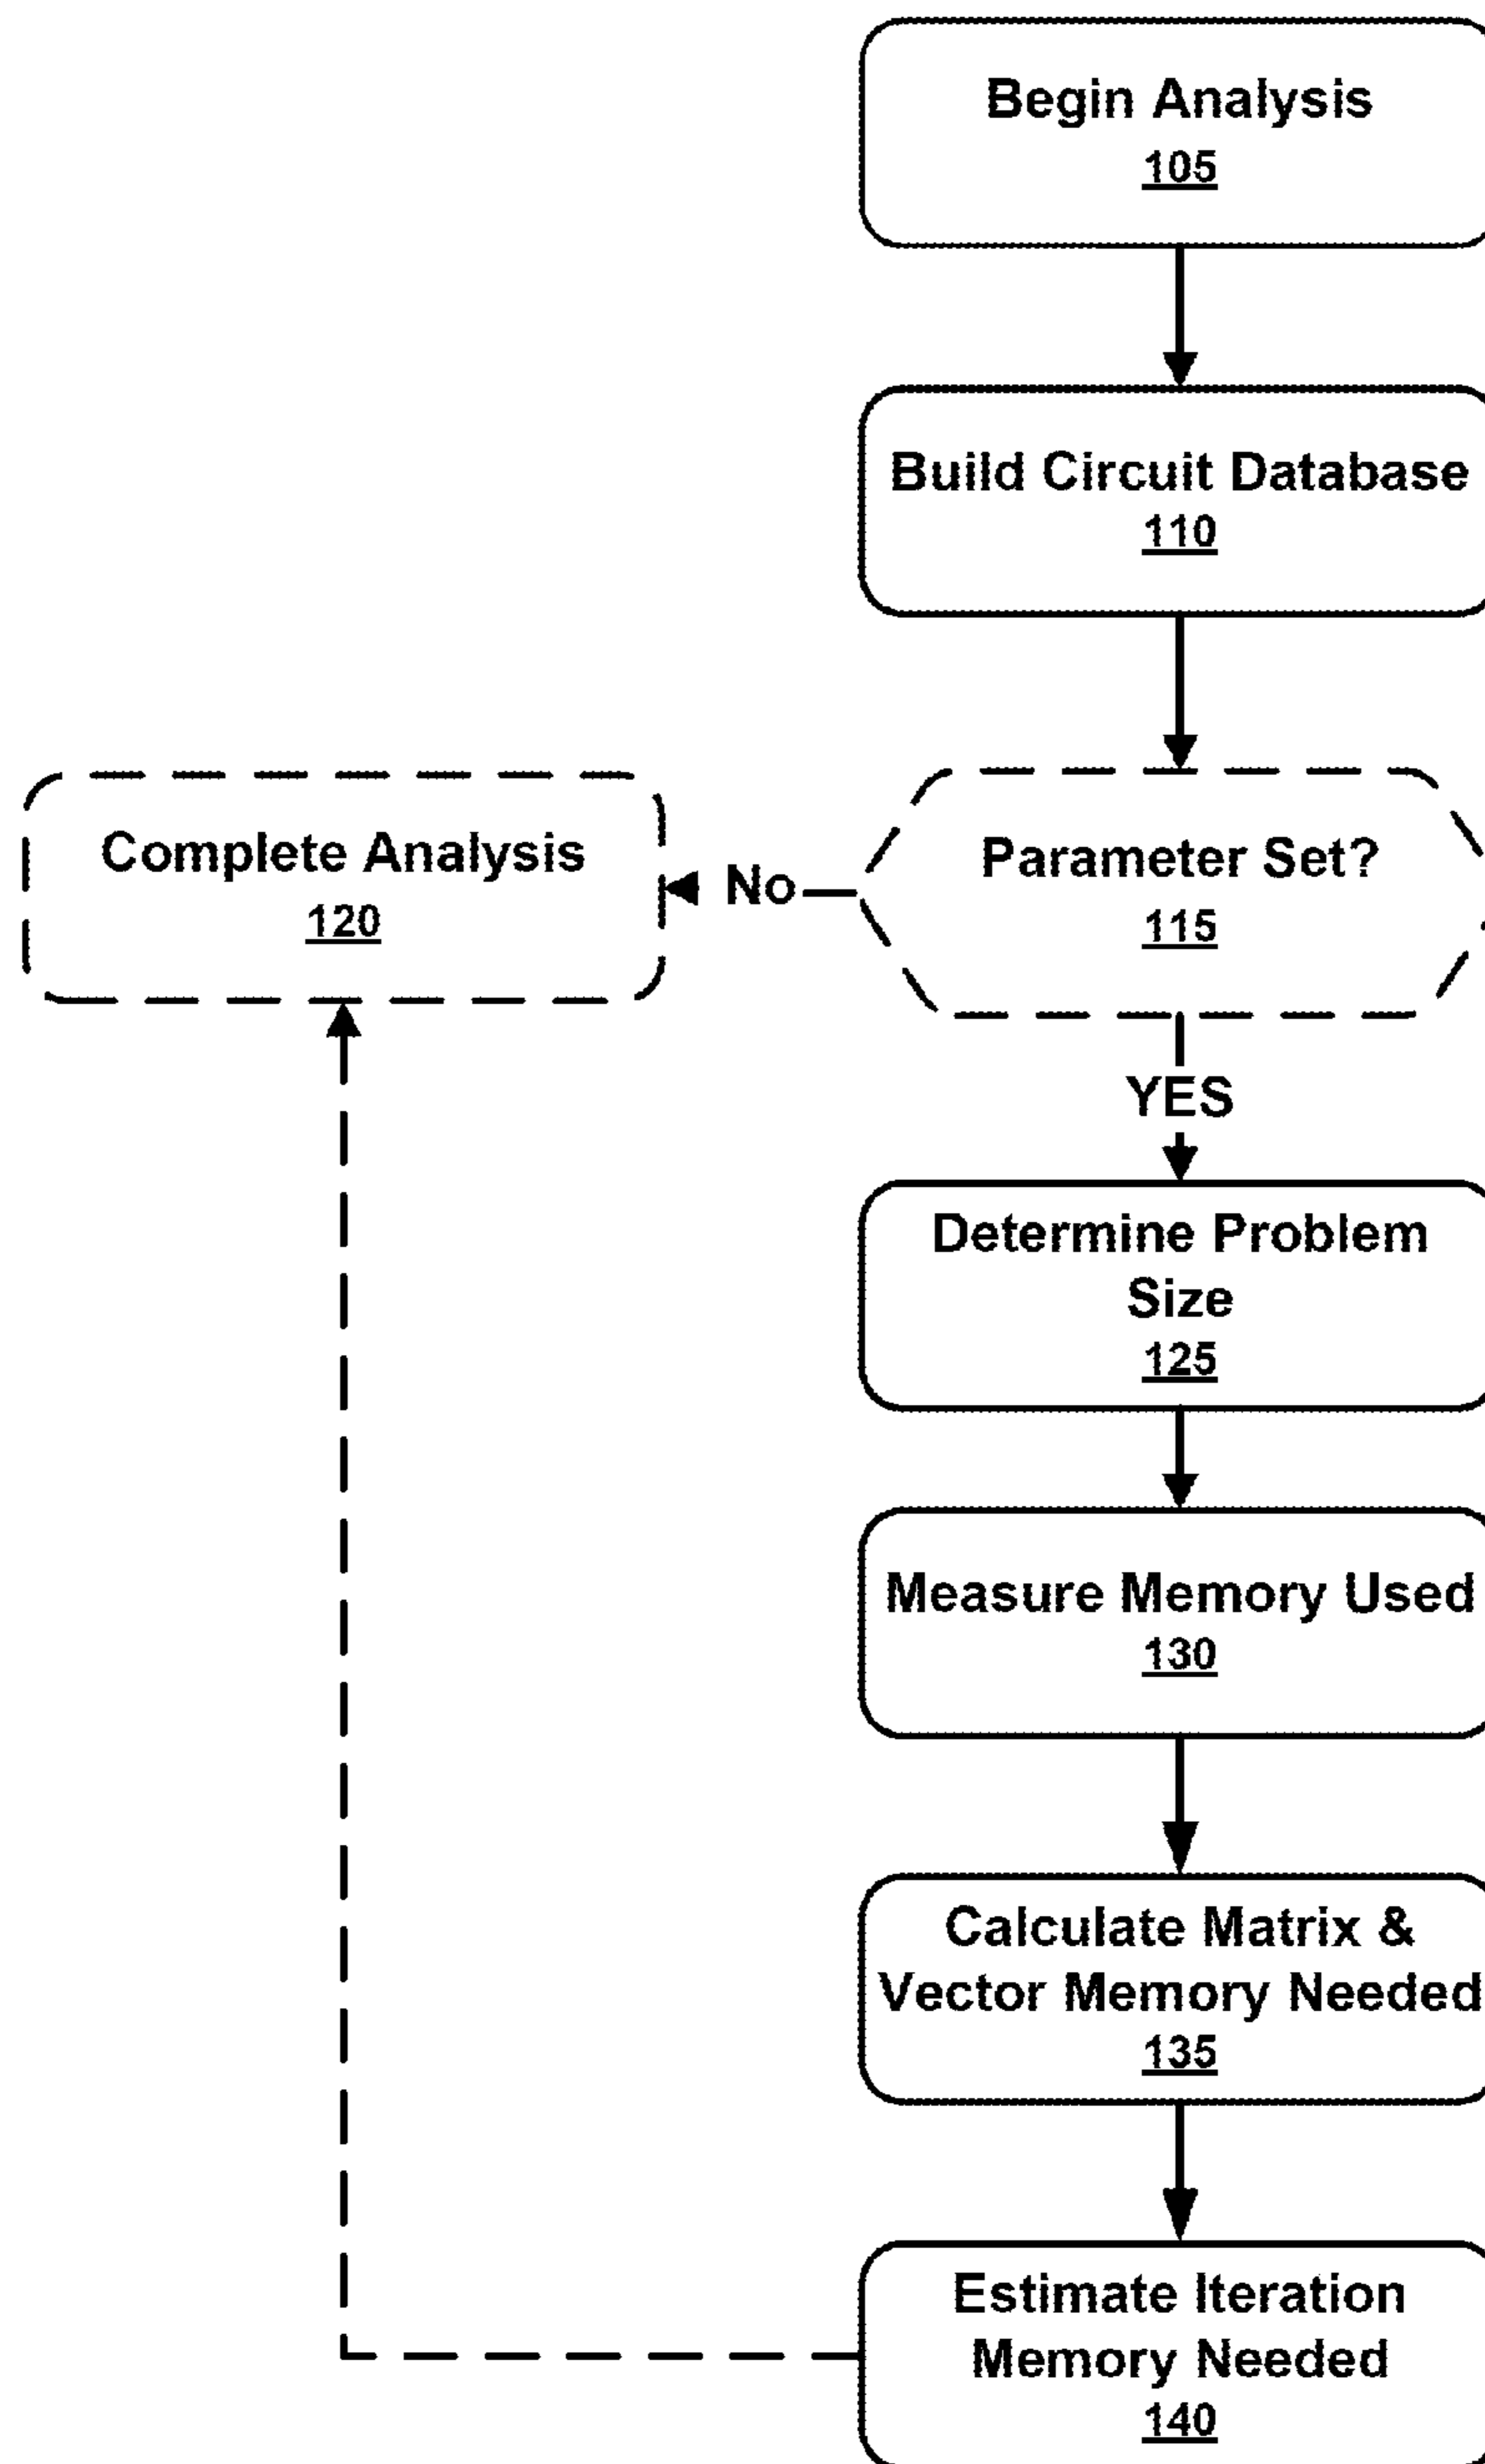 Begin Analysis
105
Build Circuit Database
110
Complete Analysis
120
No
Parameter Set?
115
YES
Determine Problem
Size
125
Measure Memory Used
130
Calculate Matrix &
Vector Memory Needed
135
Estimate Iteration
Memory Needed
140